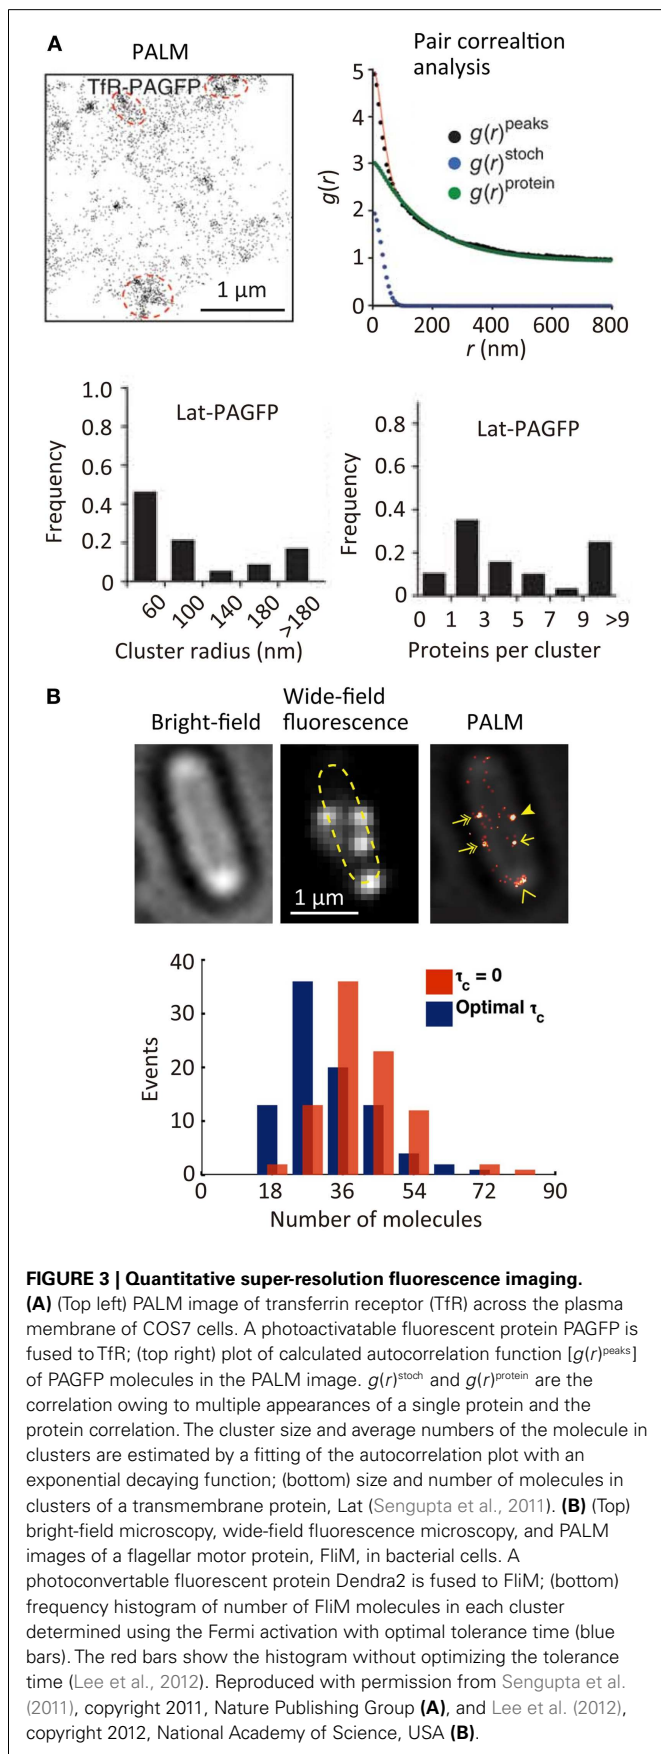 A
PALM
TfR-PAGFP
1 μm
Pair correaltion
analysis
5
4
3
2
1
0
g(r)
g(r)peaks
g(r)stoch
g(r)protein
0 200 400 600 800
r (nm)
1.0
0.8
0.6
0.4
0.2
0
Frequency
Lat-PAGFP
60 100 140 180 >180
Cluster radius (nm)
0.8
0.6
0.4
0.2
0
Frequency
Lat-PAGFP
0 1 3 5 7 9 >9
Proteins per cluster
B
Bright-field
Wide-field
fluorescence
PALM
1 μm
40
30
20
10
0
Events
τc = 0
Optimal τc
0 18 36 54 72 90
Number of molecules
FIGURE 3 | Quantitative super-resolution fluorescence imaging.
(A) (Top left) PALM image of transferrin receptor (TfR) across the plasma
membrane of COS7 cells. A photoactivatable fluorescent protein PAGFP is
fused to TfR; (top right) plot of calculated autocorrelation function [g(r)peaks]
of PAGFP molecules in the PALM image. g(r)stoch and g(r)protein are the
correlation owing to multiple appearances of a single protein and the
protein correlation. The cluster size and average numbers of the molecule in
clusters are estimated by a fitting of the autocorrelation plot with an
exponential decaying function; (bottom) size and number of molecules in
clusters of a transmembrane protein, Lat (Sengupta et al., 2011). (B) (Top)
bright-field microscopy, wide-field fluorescence microscopy, and PALM
images of a flagellar motor protein, FliM, in bacterial cells. A
photoconvertable fluorescent protein Dendra2 is fused to FliM; (bottom)
frequency histogram of number of FliM molecules in each cluster
determined using the Fermi activation with optimal tolerance time (blue
bars). The red bars show the histogram without optimizing the tolerance
time (Lee et al., 2012). Reproduced with permission from Sengupta et al.
(2011), copyright 2011, Nature Publishing Group (A), and Lee et al. (2012),
copyright 2012, National Academy of Science, USA (B).